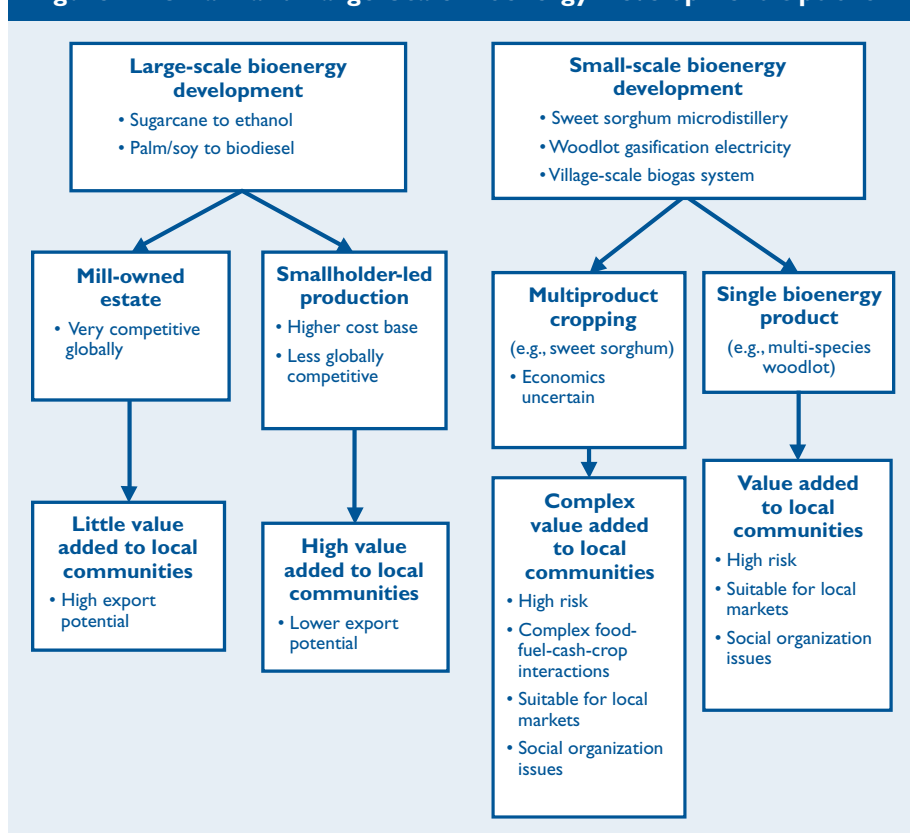 Large-scale bioenergy
development
• Sugarcane to ethanol
• Palm/soy to biodiesel
Mill-owned
estate
• Very competitive
globally
Smallholder-led
production
• Higher cost base
• Less globally
competitive
Little value
added to local
communities
• High export
potential
High value
added to local
communities
• Lower export
potential
Small-scale bioenergy
development
• Sweet sorghum microdistillery
• Woodlot gasification electricity
• Village-scale biogas system
Multiproduct
cropping
(e.g., sweet sorghum)
• Economics
uncertain
Single bioenergy
product
(e.g., multi-species
woodlot)
Complex
value added
to local
communities
• High risk
• Complex food-
fuel-cash-crop
interactions
• Suitable for local
markets
• Social organization
issues
Value added
to local
communities
• High risk
• Suitable for local
markets
• Social organization
issues